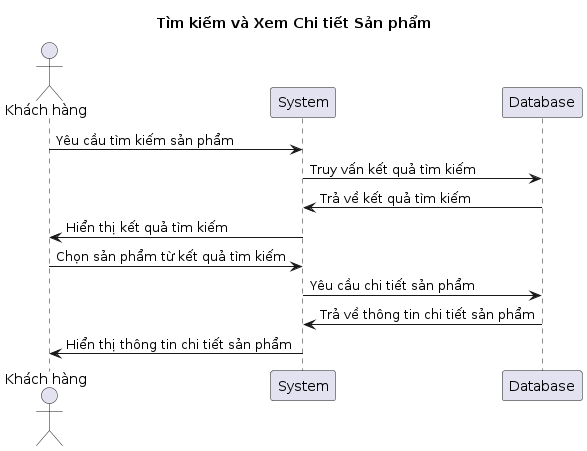 Tìm kiếm và Xem Chi tiết Sản phẩm
Khách hàng
System
Database
Yêu cầu tìm kiếm sản phẩm
Truy vấn kết quả tìm kiếm
Trả về kết quả tìm kiếm
Hiển thị kết quả tìm kiếm
Chọn sản phẩm từ kết quả tìm kiếm
Yêu cầu chi tiết sản phẩm
Trả về thông tin chi tiết sản phẩm
Hiển thị thông tin chi tiết sản phẩm
Khách hàng
System
Database